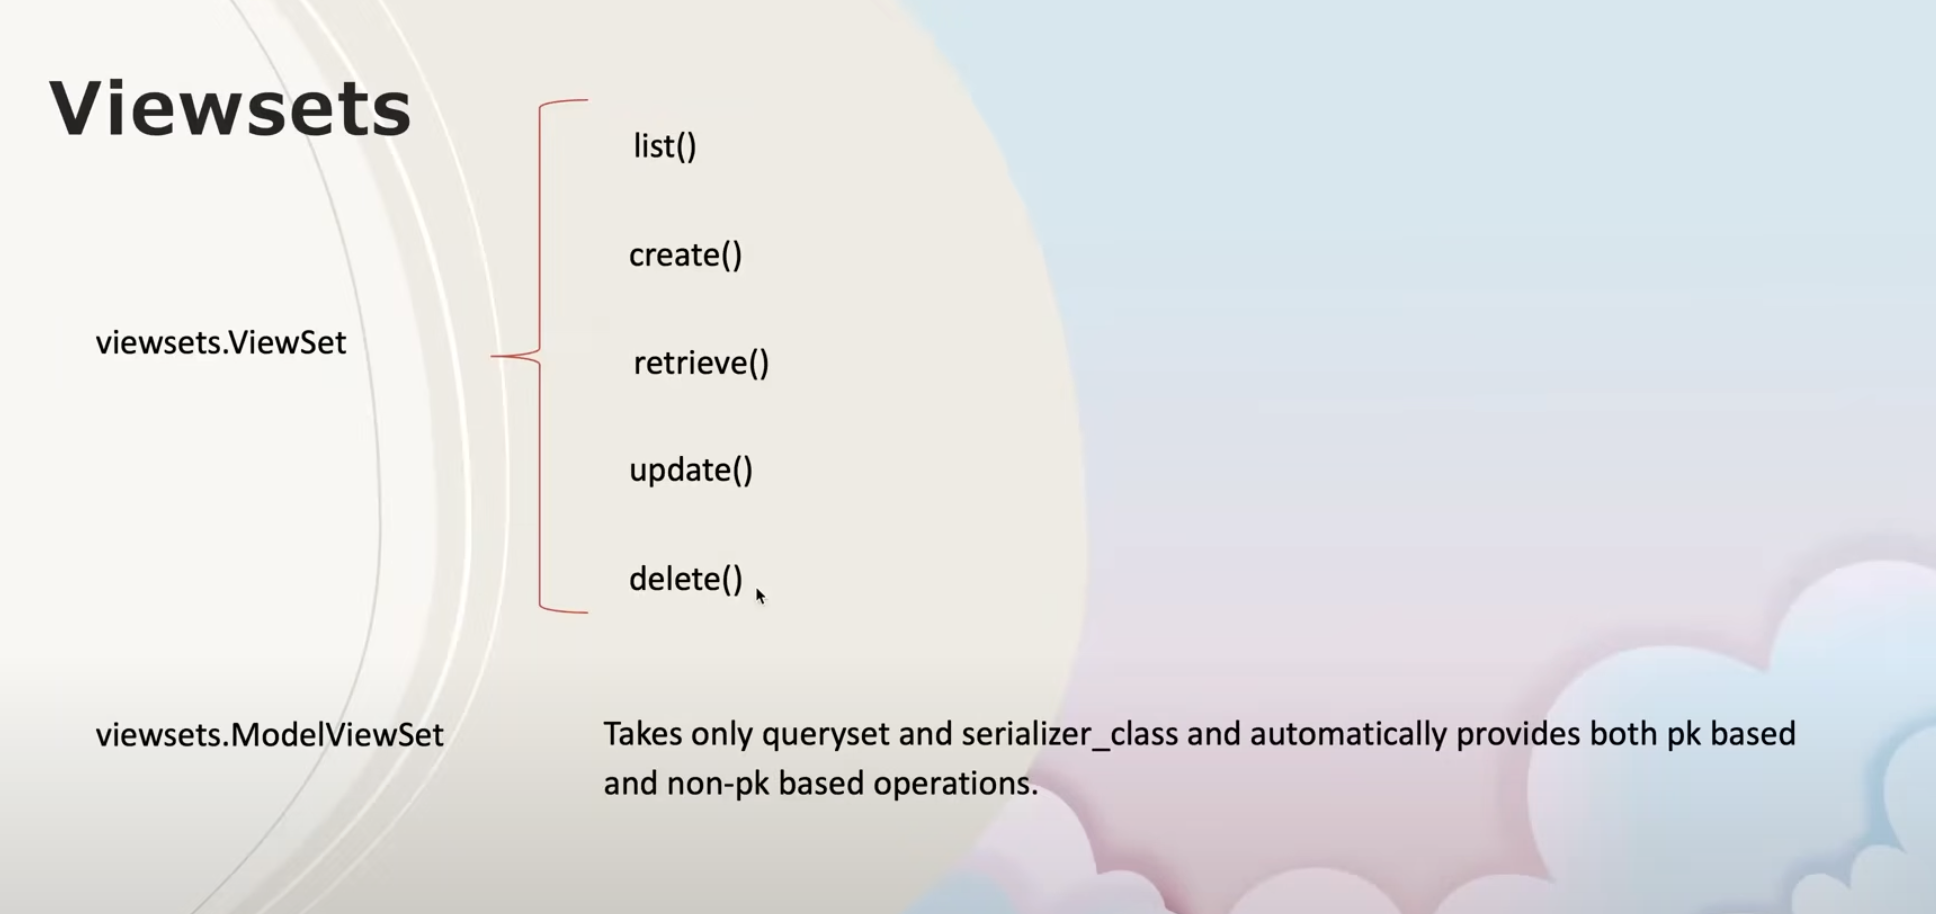 Viewsets
list()
create()
viewsets.ViewSet
retrieve()
update()
delete()
viewsets.ModelViewSet
Takes only queryset and serializer_class and automatically provides both pk based
and non-pk based operations.